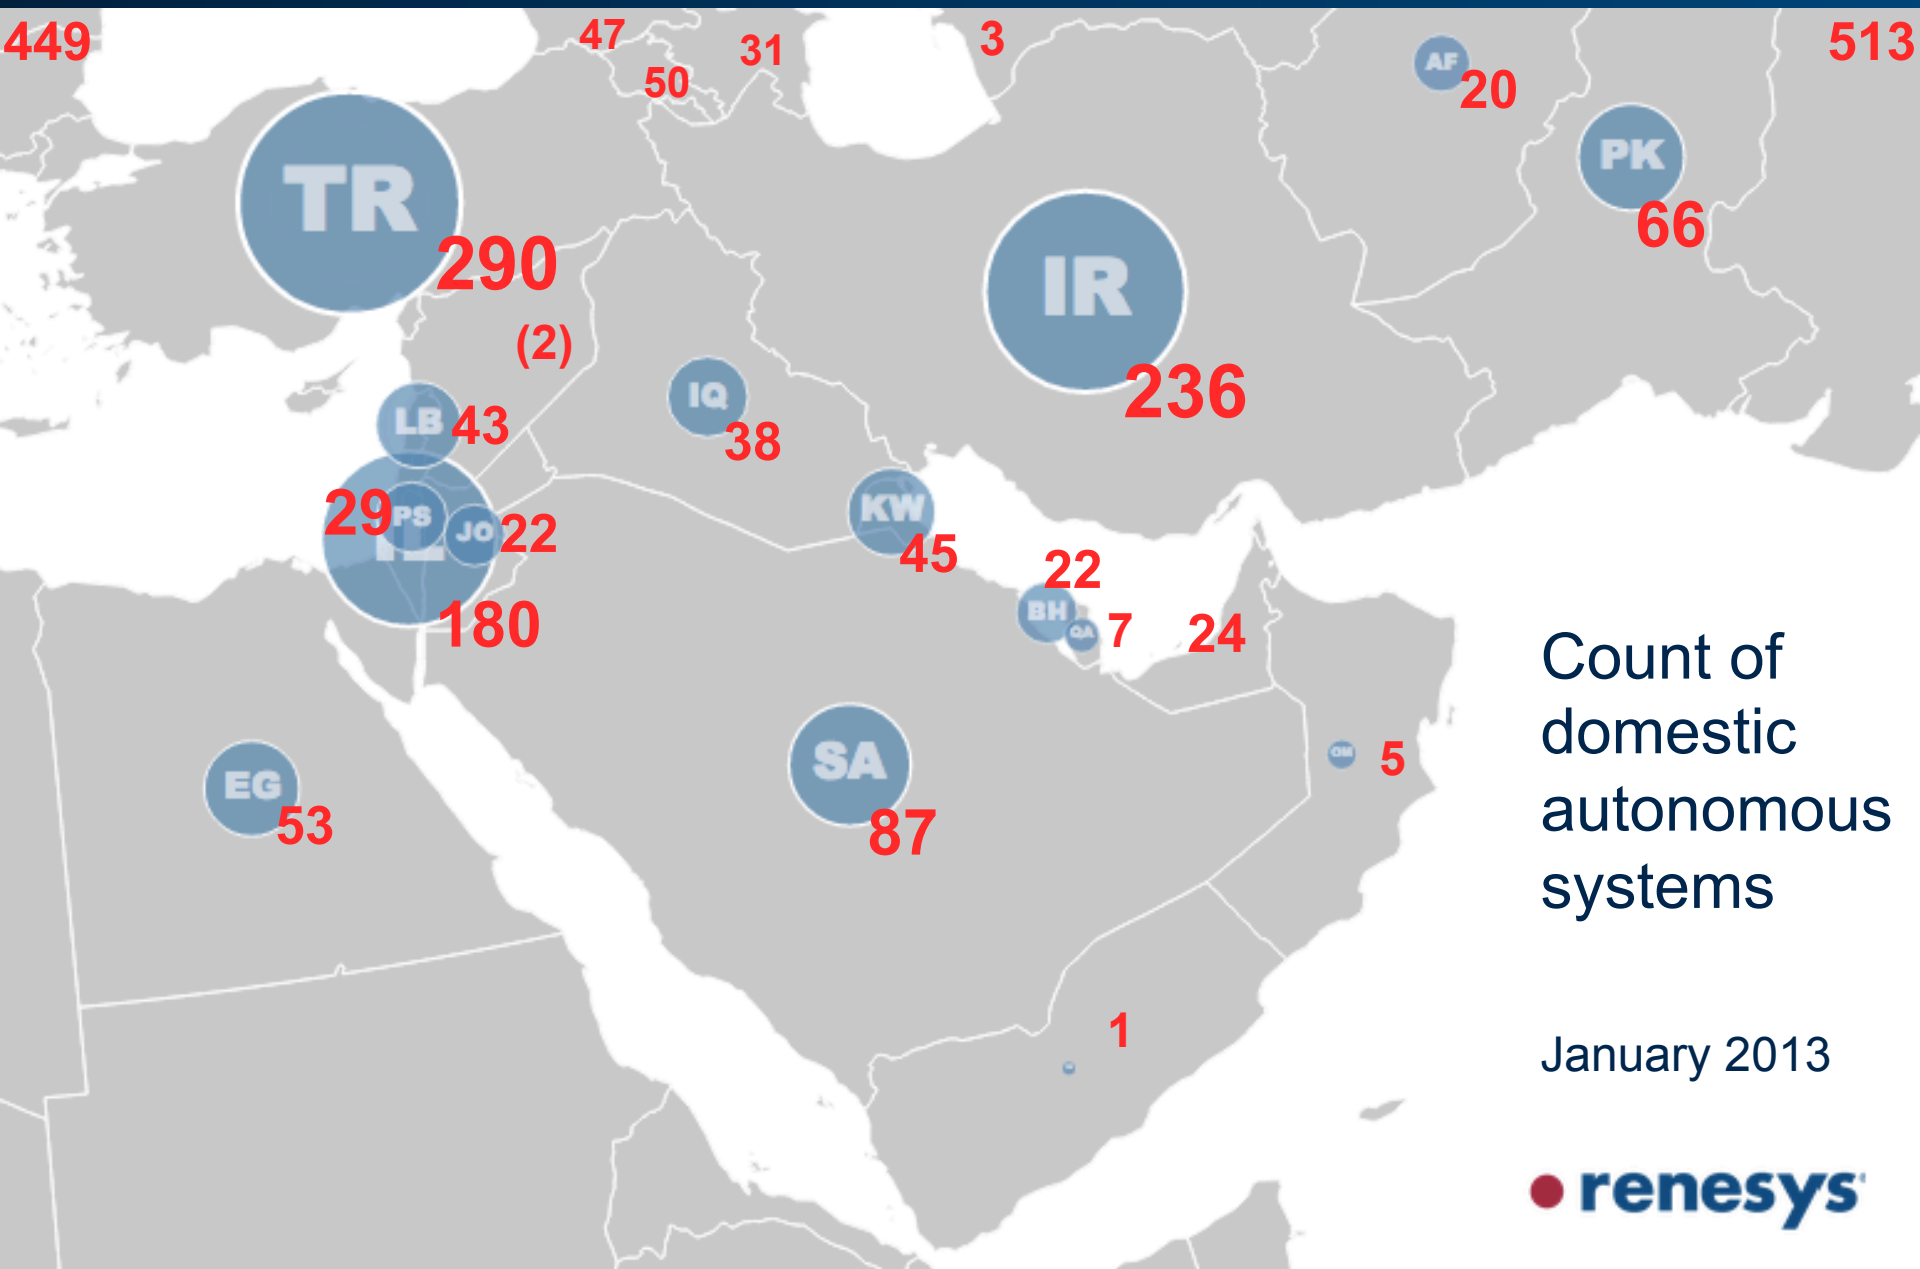 449
47
31
3
513
50
AF
20
TR
PK
66
290
IR
(2)
236
LB
43
IQ
38
29
PS
JO
22
IL
180
KW
45
22
BH
QA
7
24
SA
87
EG
53
OM
5
1
Count of
domestic
autonomous
systems
January 2013
renesys